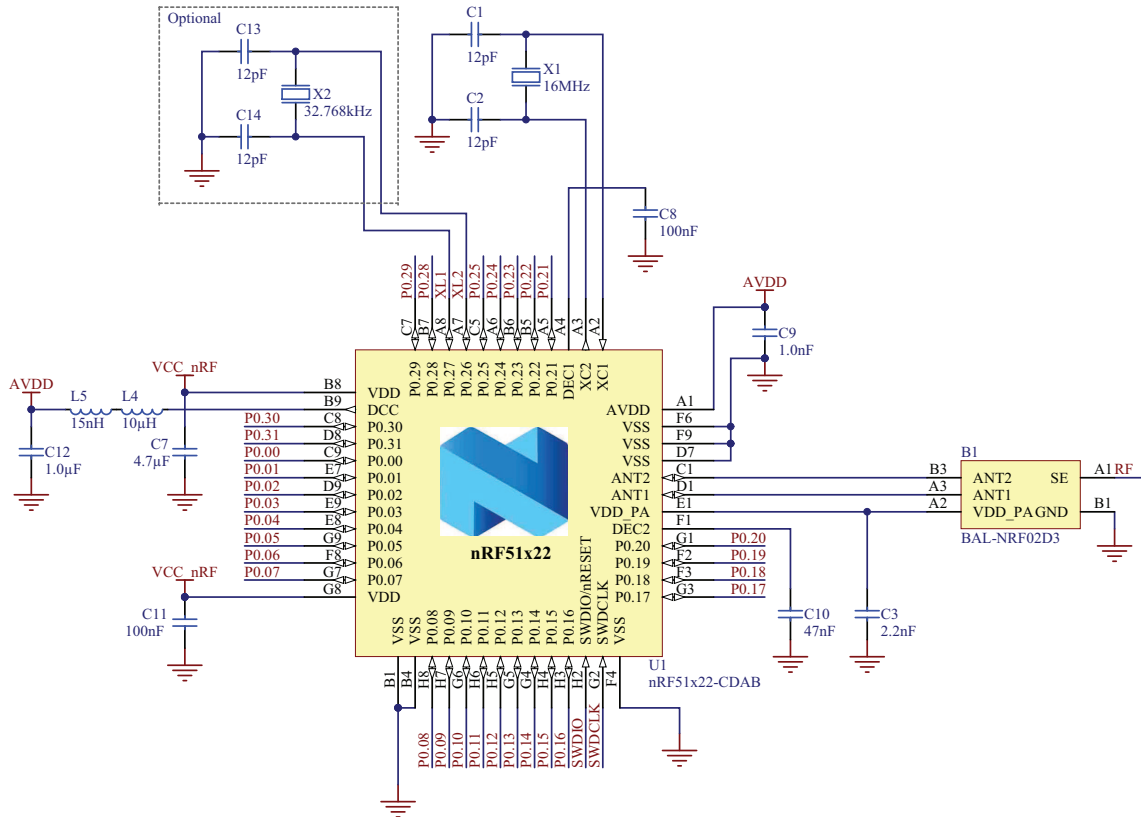 Optional
C13
12pF
X2
32.768kHz
C14
12pF
C1
12pF
X1
16MHz
C2
12pF
C8
100nF
P0.29
P0.28
XL1
XL2
P0.25
P0.24
P0.23
P0.22
P0.21
C7
B7
A8
A7
C5
A6
B6
B5
A5
A4
A3
A2
P0.29
P0.28
P0.27
P0.26
P0.25
P0.24
P0.23
P0.22
P0.21
DEC1
XC2
XC1
AVDD
C9
1.0nF
VCC_nRF
AVDD
L5
15nH
L4
10µH
C12
1.0µF
C7
4.7µF
B8
VDD
B9
DCC
P0.30
C8
P0.30
P0.31
D8
P0.31
P0.00
C9
P0.00
P0.01
E7
P0.01
P0.02
D9
P0.02
P0.03
E9
P0.03
P0.04
E8
P0.04
P0.05
G9
P0.05
P0.06
F8
P0.06
P0.07
G7
P0.07
VCC_nRF
G8
VDD
C11
100nF
nRF51x22
AVDD
A1
VSS
F6
VSS
F9
VSS
D7
ANT2
C1
ANT1
D1
VDD_PA
E1
DEC2
F1
P0.20
G1
P0.20
P0.19
F2
P0.19
P0.18
F3
P0.18
P0.17
G3
P0.17
B1
B3
ANT2
SE
A1
RF
A3
ANT1
A2
VDD_PA
GND
B1
BAL-NRF02D3
C10
47nF
C3
2.2nF
VSS
VSS
P0.08
P0.09
P0.10
P0.11
P0.12
P0.13
P0.14
P0.15
P0.16
SWDIO/nRESET
SWDCLK
VSS
U1
nRF51x22-CDAB
B1
B4
H8
H7
G6
H6
H5
G5
G4
H4
H3
H2
G2
F4
P0.08
P0.09
P0.10
P0.11
P0.12
P0.13
P0.14
P0.15
P0.16
SWDIO
SWDCLK